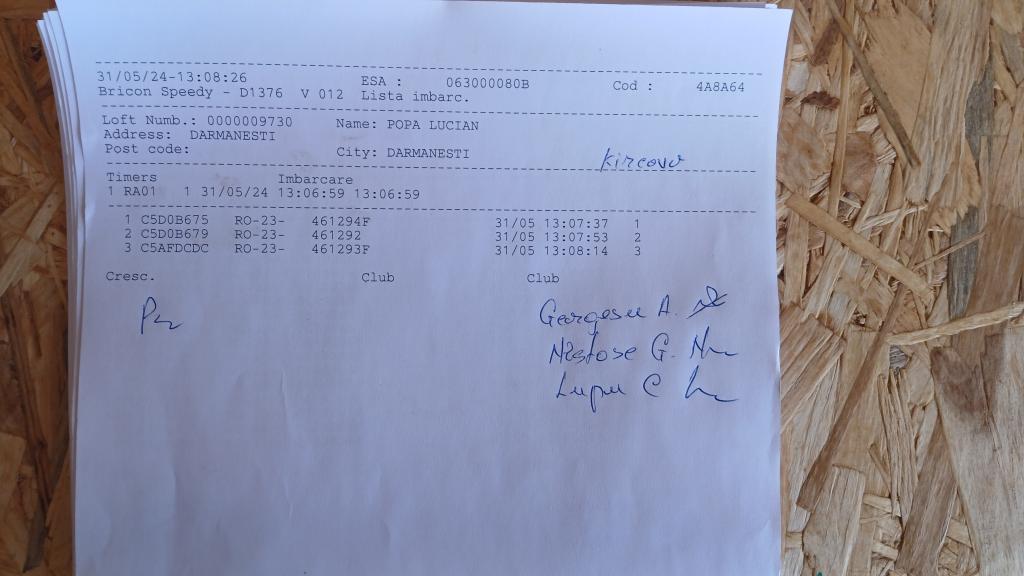 31/05/24-13:08:26 ESA : 063000080B Cod : 4A8A64
Bricon Speedy - D1376 V 012 Lista imbarc.
Loft Numb.: 0000009730 Name: POPA LUCIAN
Address: DARMANESTI
Post code: City: DARMANESTI Kircovo
Timers Imbarcare
1 RA01 1 31/05/24 13:06:59 13:06:59
1 C5D0B675 RO-23- 461294F 31/05 13:07:37 1
2 C5D0B679 RO-23- 461292 31/05 13:07:53 2
3 C5AFDCDC RO-23- 461293F 31/05 13:08:14 3
Cresc. Club Club
Georgescu A.
G.
Lupu C